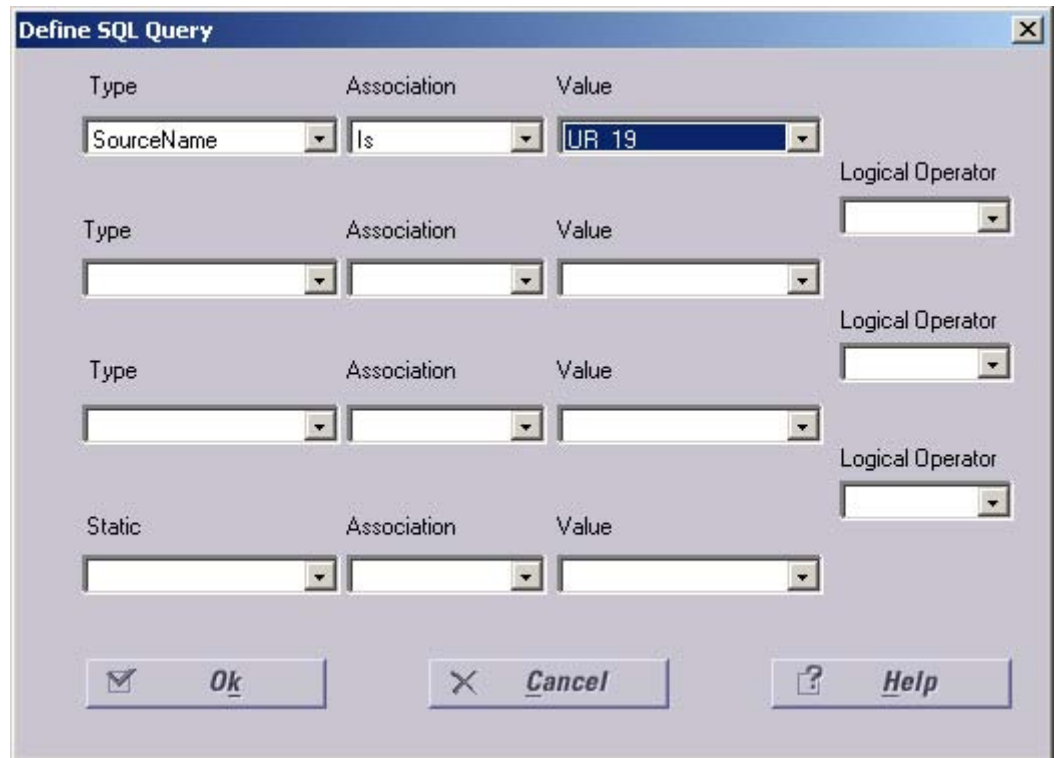 Define SQL Query
Type Association Value
SourceName Is UR 19
Logical Operator
Type Association Value
Logical Operator
Type Association Value
Logical Operator
Static Association Value
Ok Cancel Help